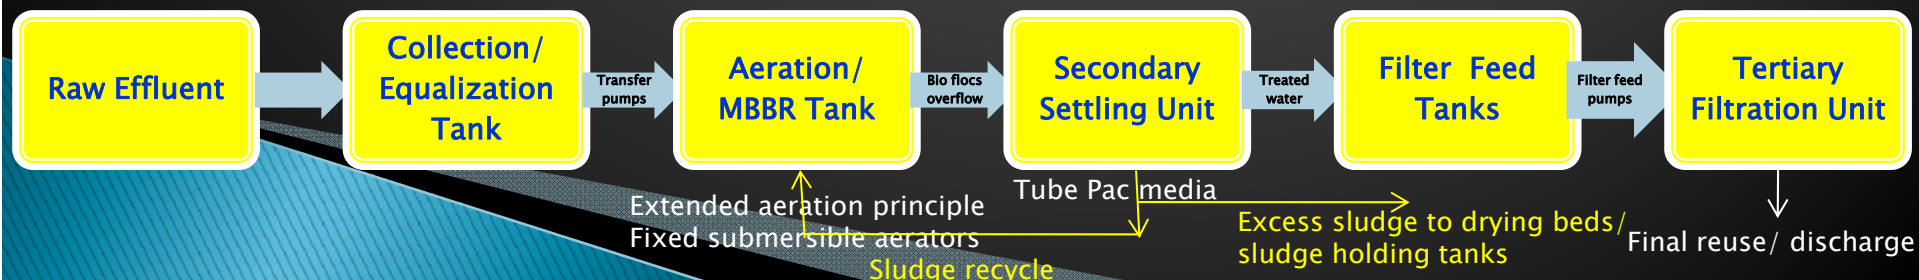 Raw Effluent
Collection/
Equalization
Tank
Transfer
pumps
Aeration/
MBBR Tank
Bio flocs
overflow
Secondary
Settling Unit
Treated
water
Filter Feed
Tanks
Filter feed
pumps
Tertiary
Filtration Unit
Extended aeration principle
Fixed submersible aerators
Sludge recycle
Tube Pac media
Excess sludge to drying beds/
sludge holding tanks
Final reuse/ discharge